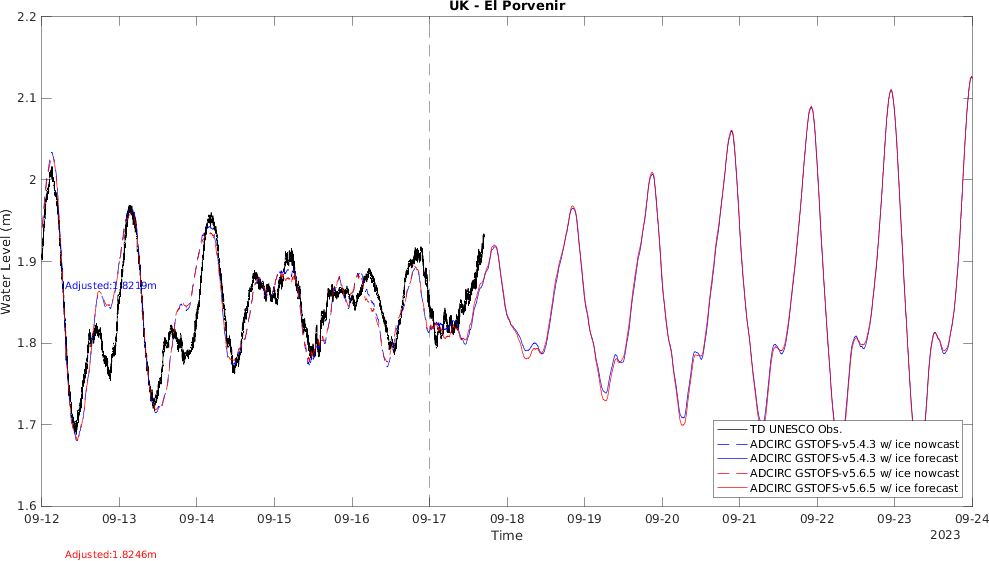 UK - El Porvenir
2.2
2.1
2
1.9
1.8
1.7
1.6
Water Level (m)
Adjusted:1.8219m
TD UNESCO Obs.
ADCIRC GSTOFS-v5.4.3 w/ ice nowcast
ADCIRC GSTOFS-v5.4.3 w/ ice forecast
ADCIRC GSTOFS-v5.6.5 w/ ice nowcast
ADCIRC GSTOFS-v5.6.5 w/ ice forecast
09-12 09-13 09-14 09-15 09-16 09-17 09-18 09-19 09-20 09-21 09-22 09-23 09-24
Time
2023
Adjusted:1.8246m